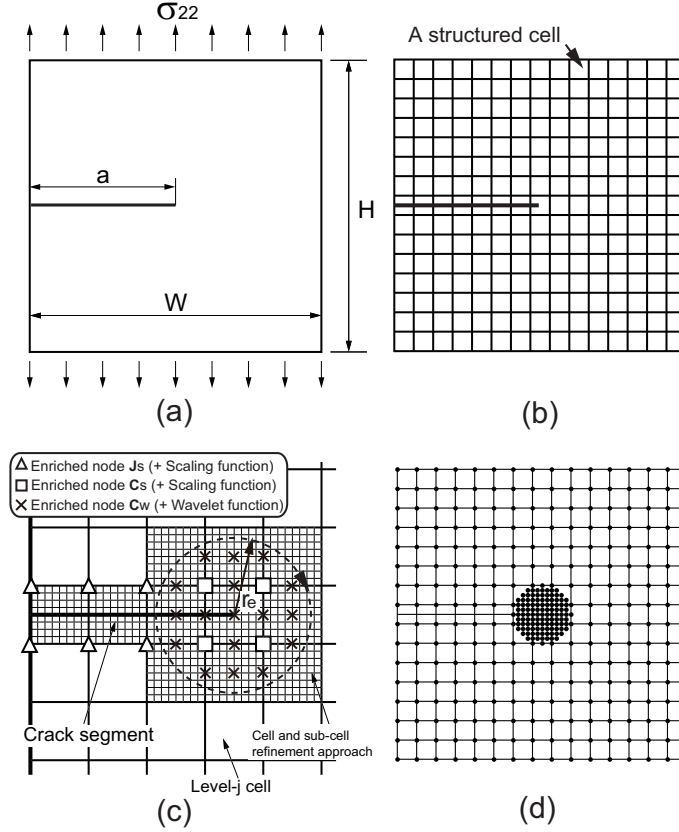 σ22
a
H
W
(a)
A structured cell
(b)
Enriched node Js (+ Scaling function)
Enriched node Cs (+ Scaling function)
Enriched node Cw (+ Wavelet function)
re
Crack segment
Cell and sub-cell
refinement approach
Level-j cell
(c)
(d)